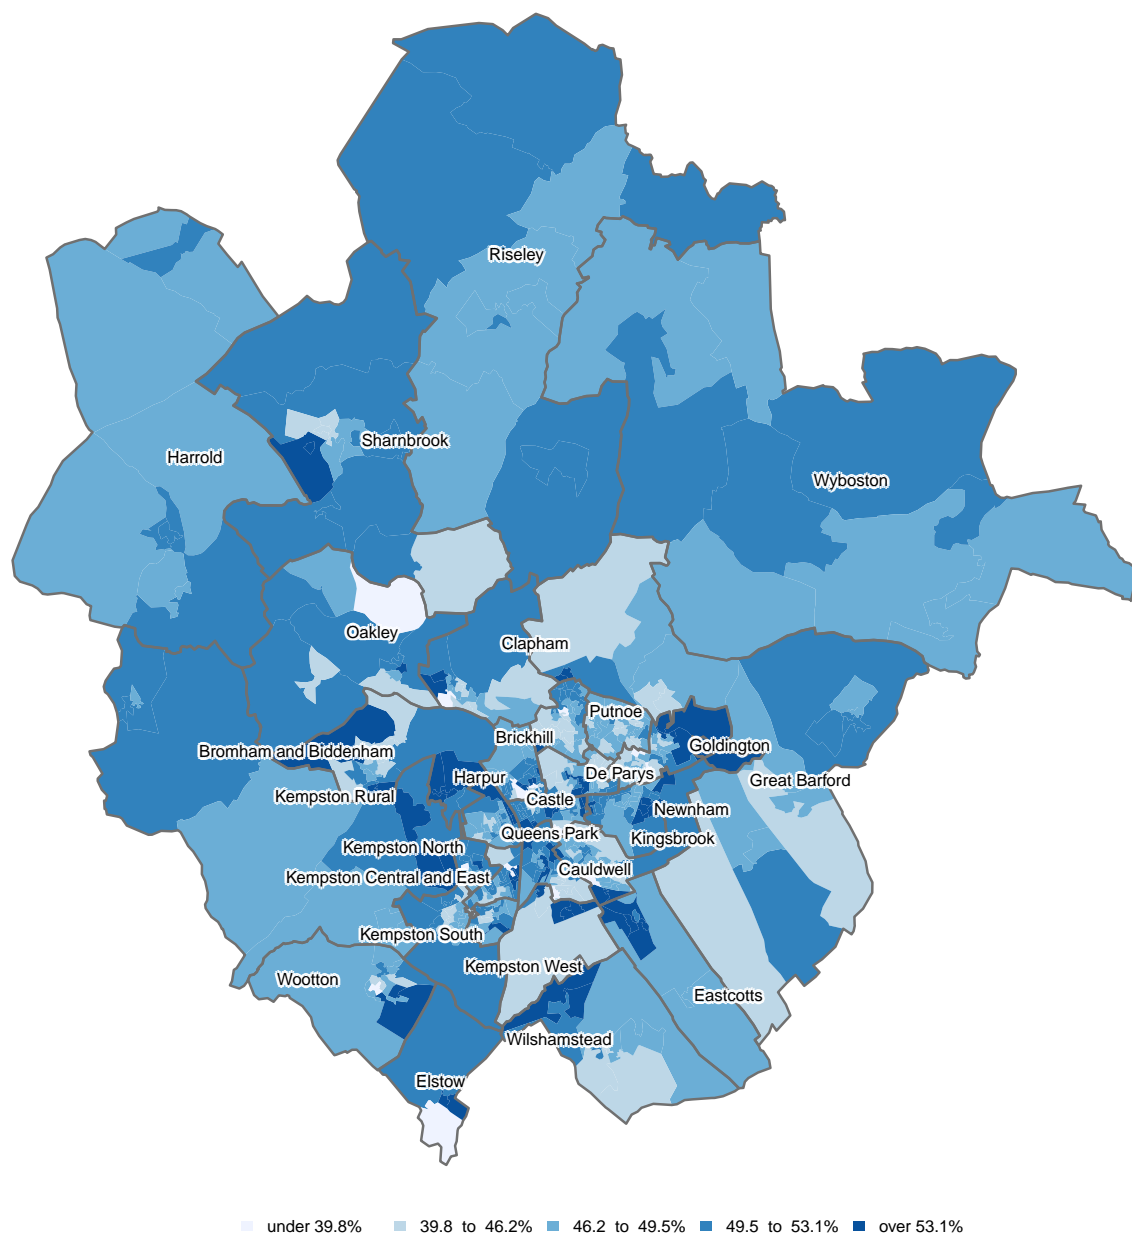 Riseley
Sharnbrook
Harrold
Wyboston
Oakley
Clapham
Putnoe
Brickhill
Goldington
Bromham and Biddenham
Harpur
De Parys
Great Barford
Kempston Rural
Castle
Newnham
Queens Park
Kingsbrook
Kempston North
Cauldwell
Kempston Central and East
Kempston South
Kempston West
Wootton
Eastcotts
Wilshamstead
Elstow
under 39.8% 39.8 to 46.2% 46.2 to 49.5% 49.5 to 53.1% over 53.1%